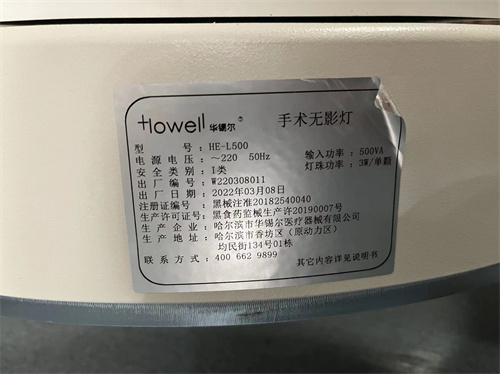 Howell 华锡尔® 手术无影灯
型 号：HE-L500
电源电压：～220 50Hz 输入功率：500VA
安全类别：I类 灯珠功率：3W/单颗
出厂编号：W220308011
出厂日期：2022年03月08日
注册证编号：黑械注准20182540040
生产许可证号：黑食药监械生产许20190007号
生产企业：哈尔滨市华锡尔医疗器械有限公司
生产地址：哈尔滨市香坊区（原动力区）
均民街134号01栋
联系方式：400 662 9899 其它内容详见说明书